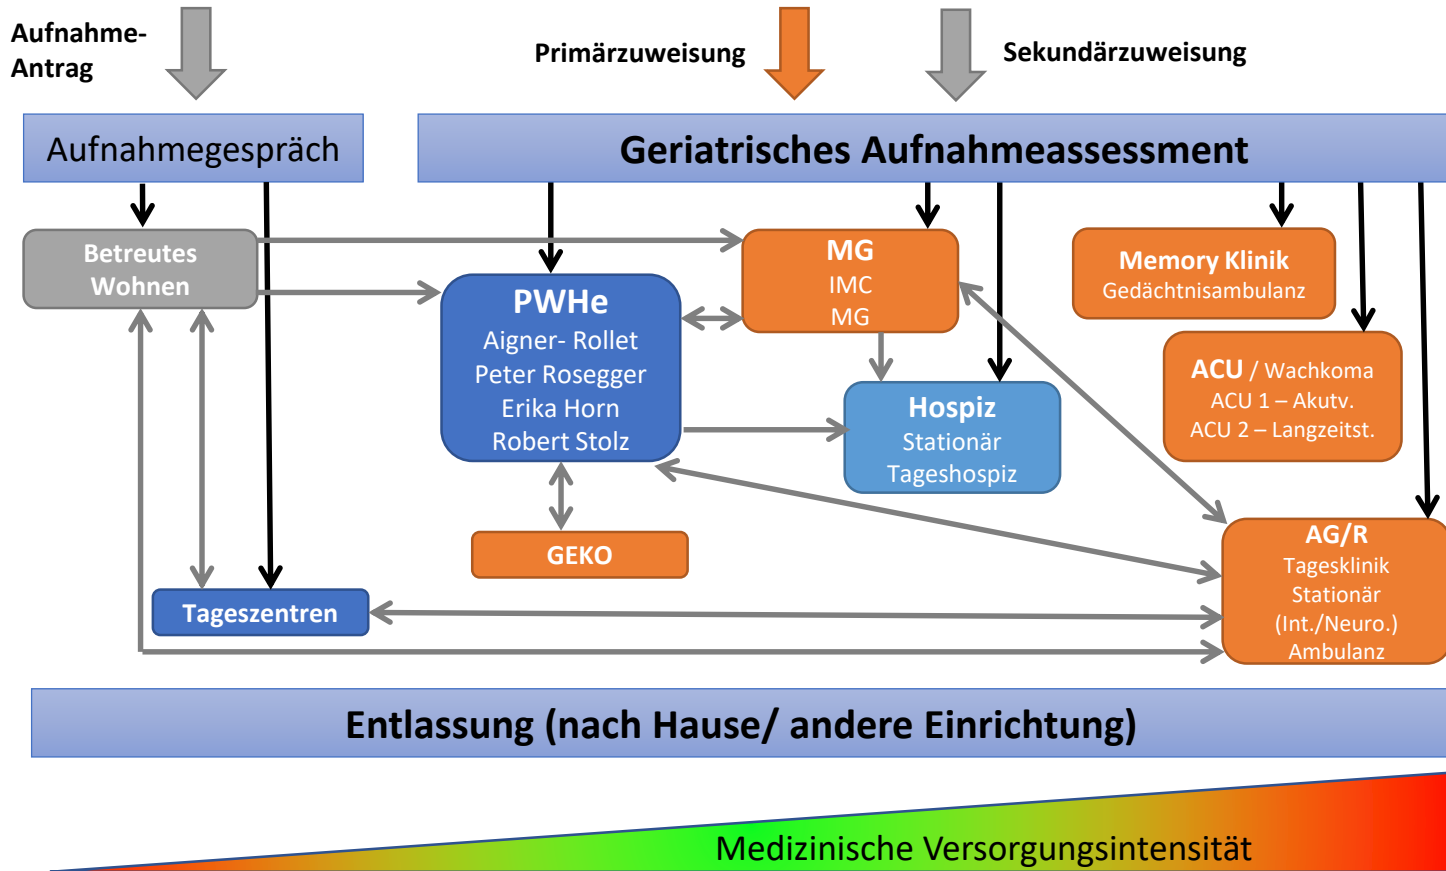 Aufnahme-
Antrag
Primärzuweisung
Sekundärzuweisung
Aufnahmegespräch
Geriatrisches Aufnahmeassessment
Betreutes
Wohnen
PWHe
Aigner- Rollet
Peter Rosegger
Erika Horn
Robert Stolz
MG
IMC
MG
Memory Klinik
Gedächtnisambulanz
ACU / Wachkoma
ACU 1 – Akutv.
ACU 2 – Langzeitst.
Hospiz
Stationär
Tageshospiz
GEKO
AG/R
Tagesklinik
Stationär
(Int./Neuro.)
Ambulanz
Tageszentren
Entlassung (nach Hause/ andere Einrichtung)
Medizinische Versorgungsintensität